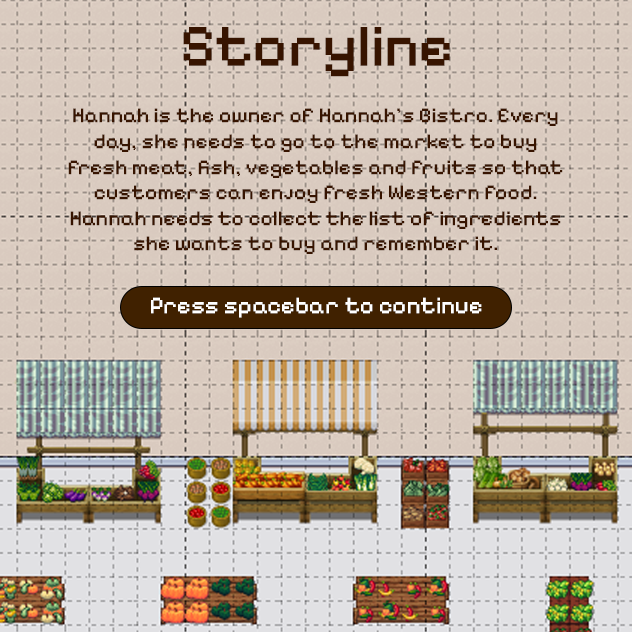 Storyline
Hannah is the owner of Hannah's Bistro. Every
day, she needs to go to the market to buy
fresh meat, fish, vegetables and fruits so that
customers can enjoy fresh Western food.
Hannah needs to collect the list of ingredients
she wants to buy and remember it.
Press spacebar to continue